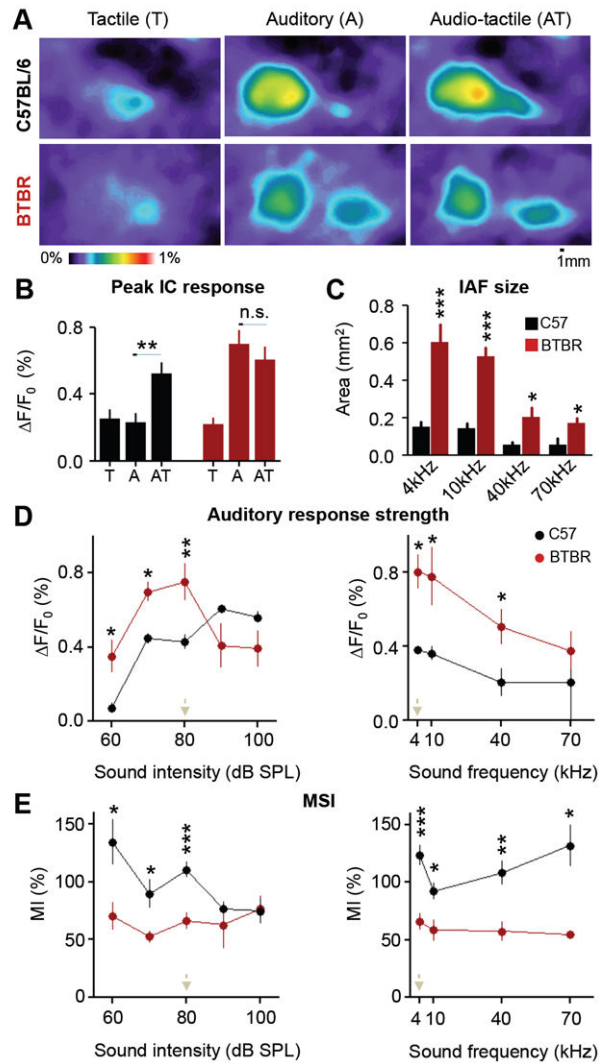 A
Tactile (T) Auditory (A) Audio-tactile (AT)
C57BL/6
BTBR
0% 1% 1mm
B Peak IC response
ΔF/F0 (%)
0.8
0.4
0.0
** n.s.
T A AT T A AT
C IAF size
C57
BTBR
Area (mm²)
0.8
0.6
0.4
0.2
0.0
*** *** * *
4kHz 10kHz 40kHz 70kHz
D Auditory response strength
C57
BTBR
ΔF/F0 (%)
0.8
0.4
0.0
* * **
60 80 100
Sound intensity (dB SPL)
ΔF/F0 (%)
0.8
0.4
0.0
* * *
4 10 40 70
Sound frequency (kHz)
E MSI
MI (%)
150
100
50
0
* * ***
60 80 100
Sound intensity (dB SPL)
MI (%)
150
100
50
0
*** * ** *
4 10 40 70
Sound frequency (kHz)